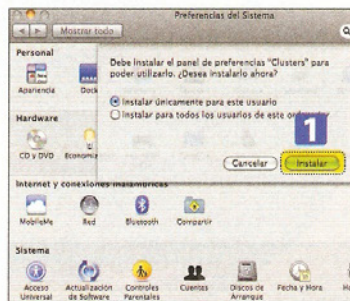 Preferencias del Sistema
Mostrar todo
Personal
Debe instalar el panel de preferencias "Clusters" para
poder utilizarlo. ¿Desea instalarlo ahora?
Instalar únicamente para este usuario
Instalar para todos los usuarios de este
Apariencia
Dock
Hardware
1
CD y DVD
Cancelar
Instalar
Internet y conexiones inalámbricas
MobileMe
Red
Bluetooth
Compartir
Sistema
Acceso
Universal
Actualización
de Software
Controles
Parentales
Cuentas
Discos de
Arranque
Fecha y Hora